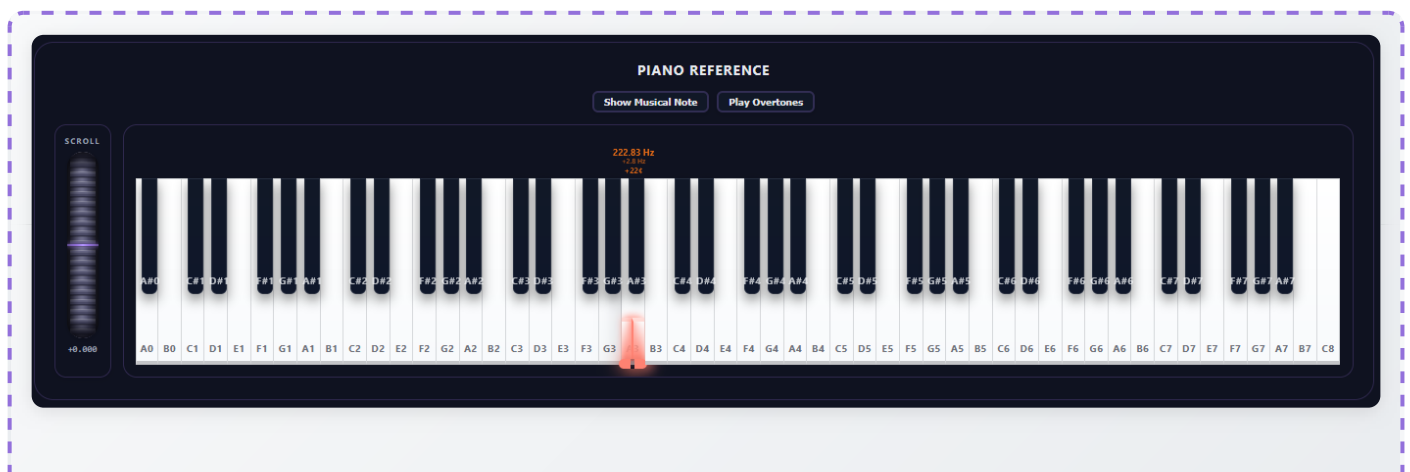 PIANO REFERENCE
Show Musical Note Play Overtones
SCROLL
222.83 Hz
+2.8 Hz
+224
A#0 C#1 D#1 F#1 G#1 A#1 C#2 D#2 F#2 G#2 A#2 C#3 D#3 F#3 G#3 A#3 C#4 D#4 F#4 G#4 A#4 C#5 D#5 F#5 G#5 A#5 C#6 D#6 F#6 G#6 A#6 C#7 D#7 F#7 G#7 A#7
A0 B0 C1 D1 E1 F1 G1 A1 B1 C2 D2 E2 F2 G2 A2 B2 C3 D3 E3 F3 G3 B3 C4 D4 E4 F4 G4 A4 B4 C5 D5 E5 F5 G5 A5 B5 C6 D6 E6 F6 G6 A6 B6 C7 D7 E7 F7 G7 A7 B7 C8
+0.000